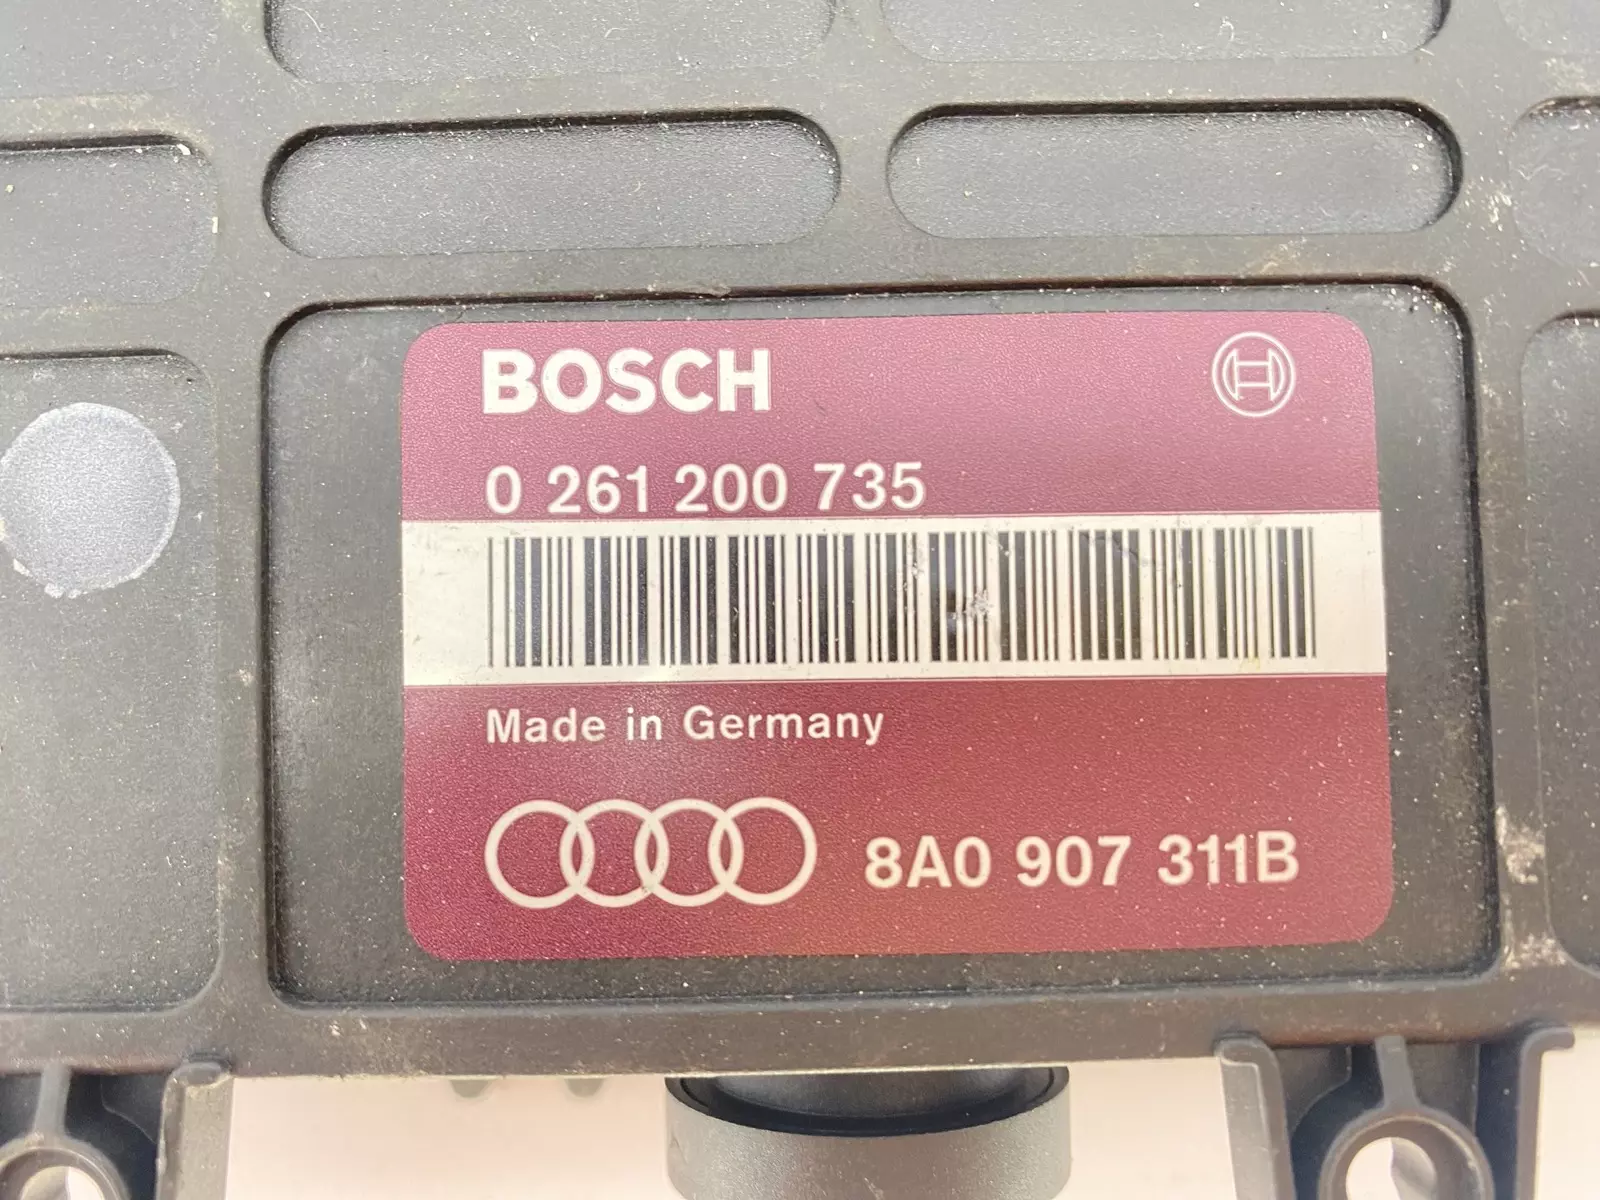 BOSCH
0 261 200 735
Made in Germany
8A0 907 311B